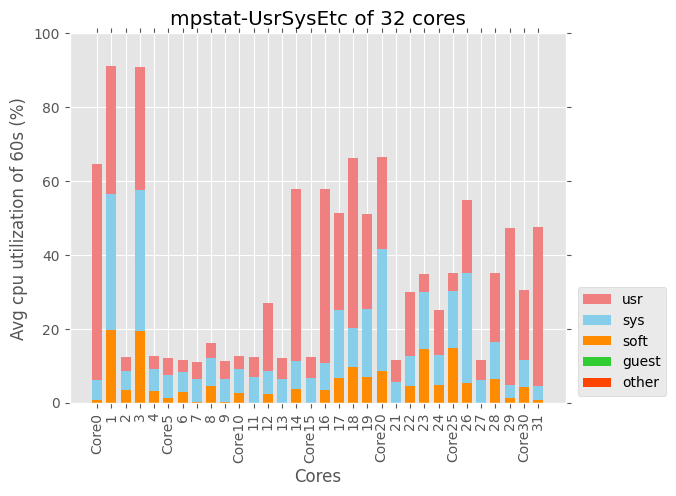 mpstat-UsrSysEtc of 32 cores
Avg cpu utilization of 60s (%)
100
80
60
40
20
0
Core0
1
2
3
4
Core5
6
7
8
9
Core10
11
12
13
14
Core15
16
17
18
19
Core20
21
22
23
24
Core25
26
27
28
29
Core30
31
Cores
usr
sys
soft
guest
other